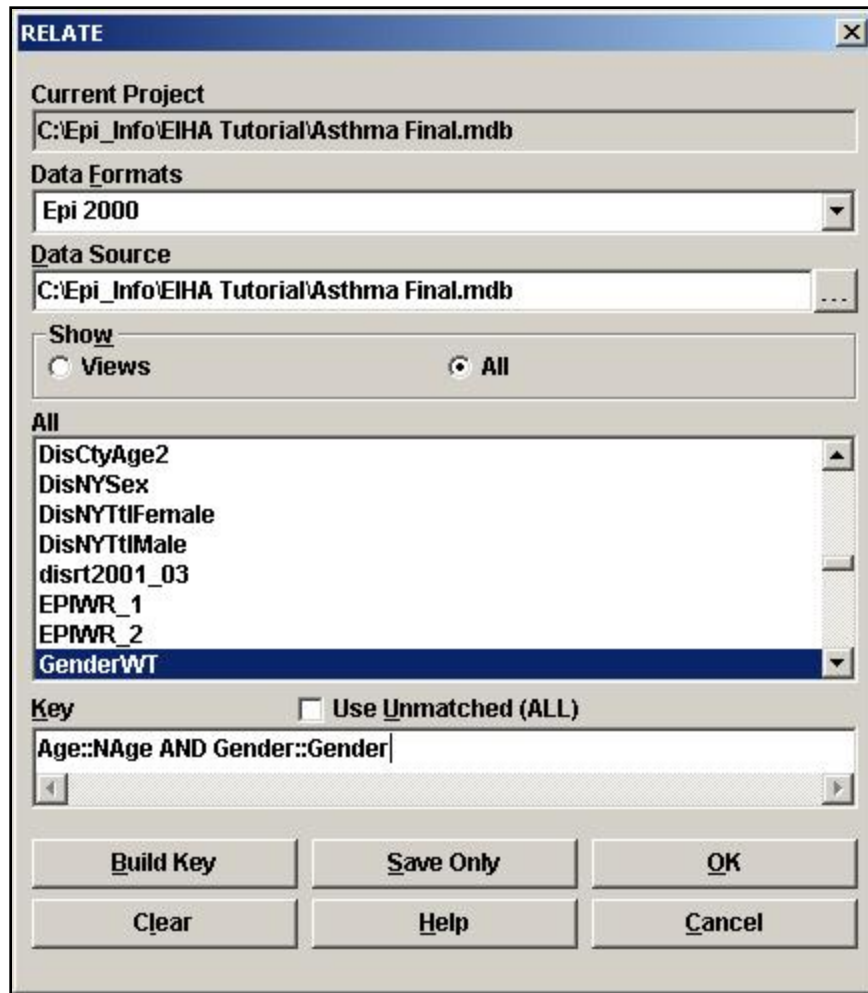 RELATE
Current Project
C:\Epi_Info\EIHA Tutorial\Asthma Final.mdb
Data Formats
Epi 2000
Data Source
C:\Epi_Info\EIHA Tutorial\Asthma Final.mdb
...
Show
Views All
All
DisCtyAge2
DisNYSex
DisNYTtlFemale
DisNYTtlMale
disrt2001_03
EPIWR_1
EPIWR_2
GenderWT
Key Use Unmatched (ALL)
Age::NAge AND Gender::Gender
Build Key Save Only OK
Clear Help Cancel